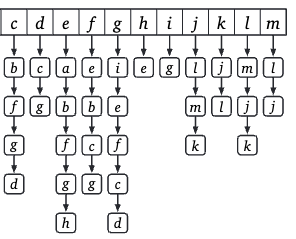 c d e f g h i j k l m
b c a e i e g l j m l
f g b b e m l j j
g f c f k k
d g g c
h d